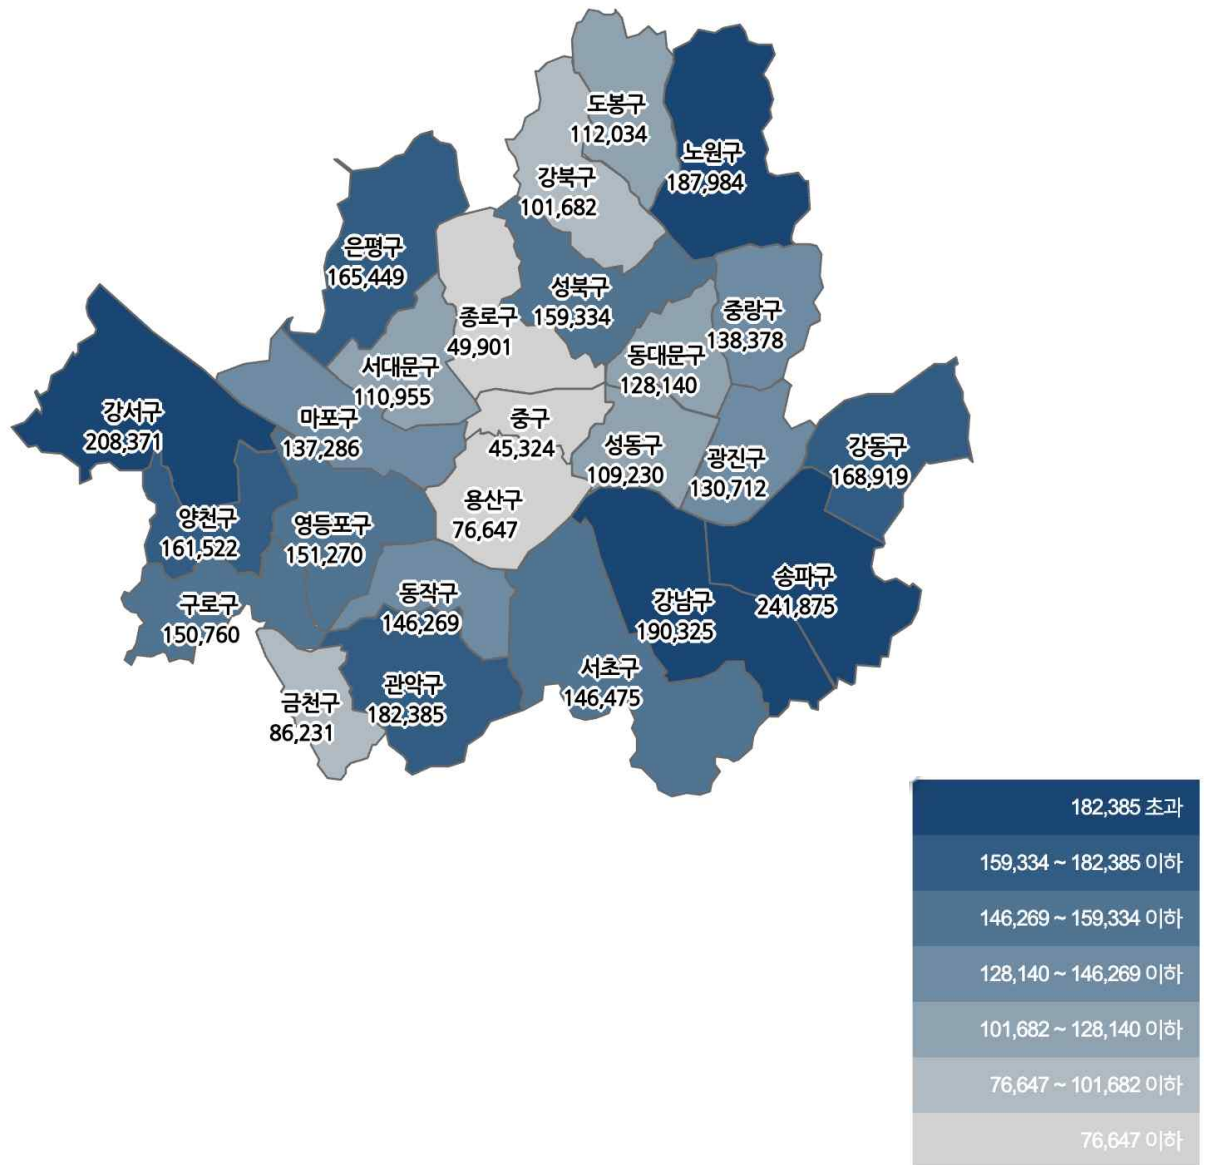 도봉구
112,034
노원구
187,984
강북구
101,682
은평구
165,449
성북구
159,334
종로구
49,901
중랑구
138,378
서대문구
110,955
동대문구
128,140
강서구
208,371
마포구
137,286
중구
45,324
성동구
109,230
광진구
130,712
강동구
168,919
양천구
161,522
영등포구
151,270
용산구
76,647
구로구
150,760
동작구
146,269
강남구
190,325
송파구
241,875
금천구
86,231
관악구
182,385
서초구
146,475
182,385 초과
159,334 ~ 182,385 이하
146,269 ~ 159,334 이하
128,140 ~ 146,269 이하
101,682 ~ 128,140 이하
76,647 ~ 101,682 이하
76,647 이하